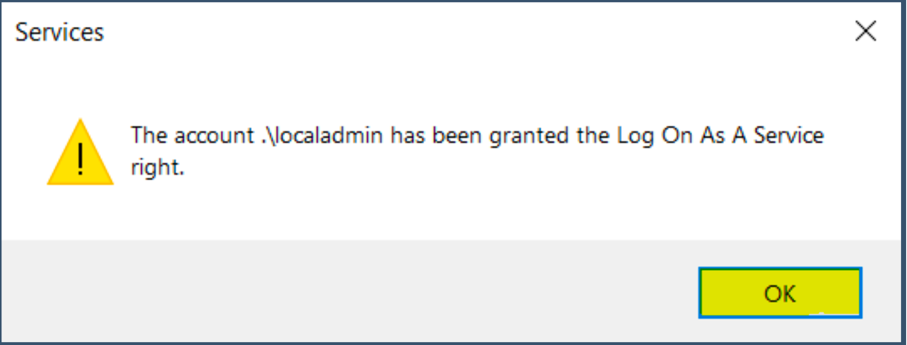 Services
The account .\localadmin has been granted the Log On As A Service
right.
OK